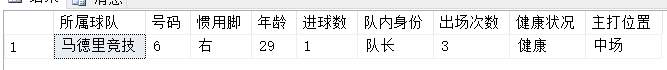 结果 消息
所属球队 号码 惯用脚 年龄 进球数 队内身份 出场次数 健康状况 主打位置
1 马德里竞技 6 右 29 1 队长 3 健康 中场